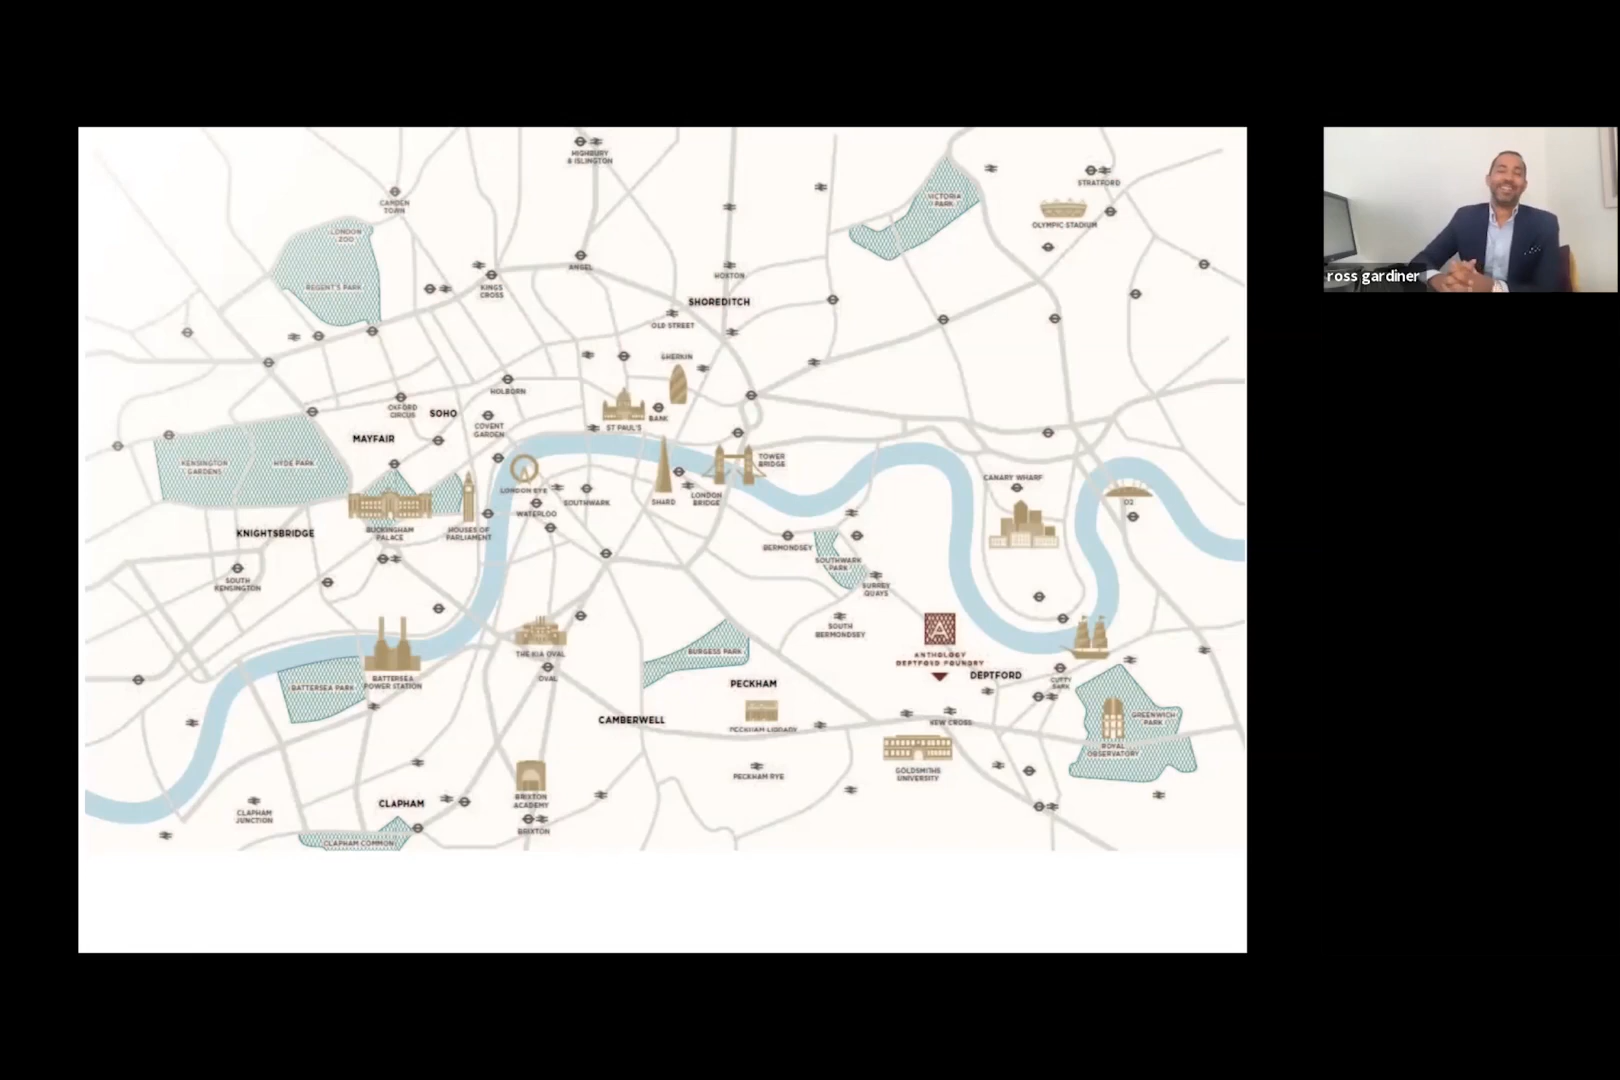 HIGHBURY
& ISLINGTON
STRATFORD
VICTORIA
PARK
CAMDEN
TOWN
OLYMPIC STADIUM
LONDON
ZOO
ANGEL
HOXTON
REGENT'S PARK
KINGS
CROSS
SHOREDITCH
OLD STREET
GHERKIN
HOLBORN
OXFORD
CIRCUS
SOHO
BANK
COVENT
GARDEN
ST PAUL'S
MAYFAIR
TOWER
BRIDGE
KENSINGTON
GARDENS
HYDE PARK
CANARY WHARF
LONDON EYE
SOUTHWARK
SHARD
LONDON
BRIDGE
O2
WATERLOO
BUCKINGHAM
PALACE
HOUSES OF
PARLIAMENT
KNIGHTSBRIDGE
BERMONDSEY
SOUTHWARK
PARK
SOUTH
KENSINGTON
SURREY
QUAYS
SOUTH
BERMONDSEY
THE KIA OVAL
BURGESS PARK
ANTHOLOGY
DEPTFORD FOUNDRY
OVAL
BATTERSEA PARK
BATTERSEA
POWER STATION
PECKHAM
DEPTFORD
CUTTY
SARK
CAMBERWELL
PECKHAM LIBRARY
NEW CROSS
GREENWICH
PARK
ROYAL
OBSERVATORY
GOLDSMITHS
UNIVERSITY
PECKHAM RYE
CLAPHAM
BRIXTON
ACADEMY
CLAPHAM
JUNCTION
BRIXTON
CLAPHAM COMMON
A
ross gardiner